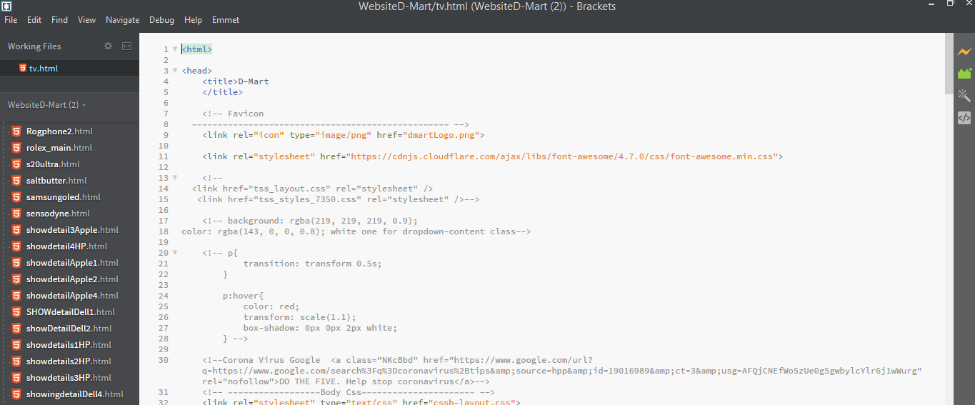 WebsiteD-Mart/tv.html (WebsiteD-Mart (2)) - Brackets
File Edit Find View Navigate Debug Help Emmet
Working Files
tv.html
WebsiteD-Mart (2)
Rogphone2.html
rolex_main.html
s20ultra.html
saltbutter.html
samsungoled.html
sensodyne.html
showdetail3Apple.html
showdetail4HP.html
showdetailApple1.html
showdetailApple2.html
showdetailApple4.html
SHOWdetailDell1.html
showDetailDell2.html
showdetails1HP.html
showdetails2HP.html
showdetails3HP.html
showingdetailDell4.html
1 <html>
2
3 <head>
4 <title>D-Mart
5 </title>
6
7 <!-- Favicon
8 -------------------------------------------------- -->
9 <link rel="icon" type="image/png" href="dmartLogo.png">
10
11 <link rel="stylesheet" href="https://cdnjs.cloudflare.com/ajax/libs/font-awesome/4.7.0/css/font-awesome.min.css">
12
13 <!--
14 <link href="tss_layout.css" rel="stylesheet" />
15 <link href="tss_styles_7350.css" rel="stylesheet" />-->
16
17 <!-- background: rgba(219, 219, 219, 0.9);
18 color: rgba(143, 0, 0, 0.8); white one for dropdown-content class-->
19
20 <!-- p{
21 transition: transform 0.5s;
22 }
23
24 p:hover{
25 color: red;
26 transform: scale(1.1);
27 box-shadow: 0px 0px 2px white;
28 } -->
29
30 <!--Corona Virus Google <a class="NKcBbd" href="https://www.google.com/url?
q=https://www.google.com/search%3Fq%3Dcoronavirus%2Btips&amp;source=hpp&amp;id=19016989&amp;ct=3&amp;usg=AFQjCNEfWoSzUe0g5gwbylcYlr6j1wWurg"
rel="nofollow">DO THE FIVE. Help stop coronavirus</a>-->
31 <!-- ------------------Body Css--------------------- -->
32 <link rel="stylesheet" type="text/css" href="cssh-layout.css">